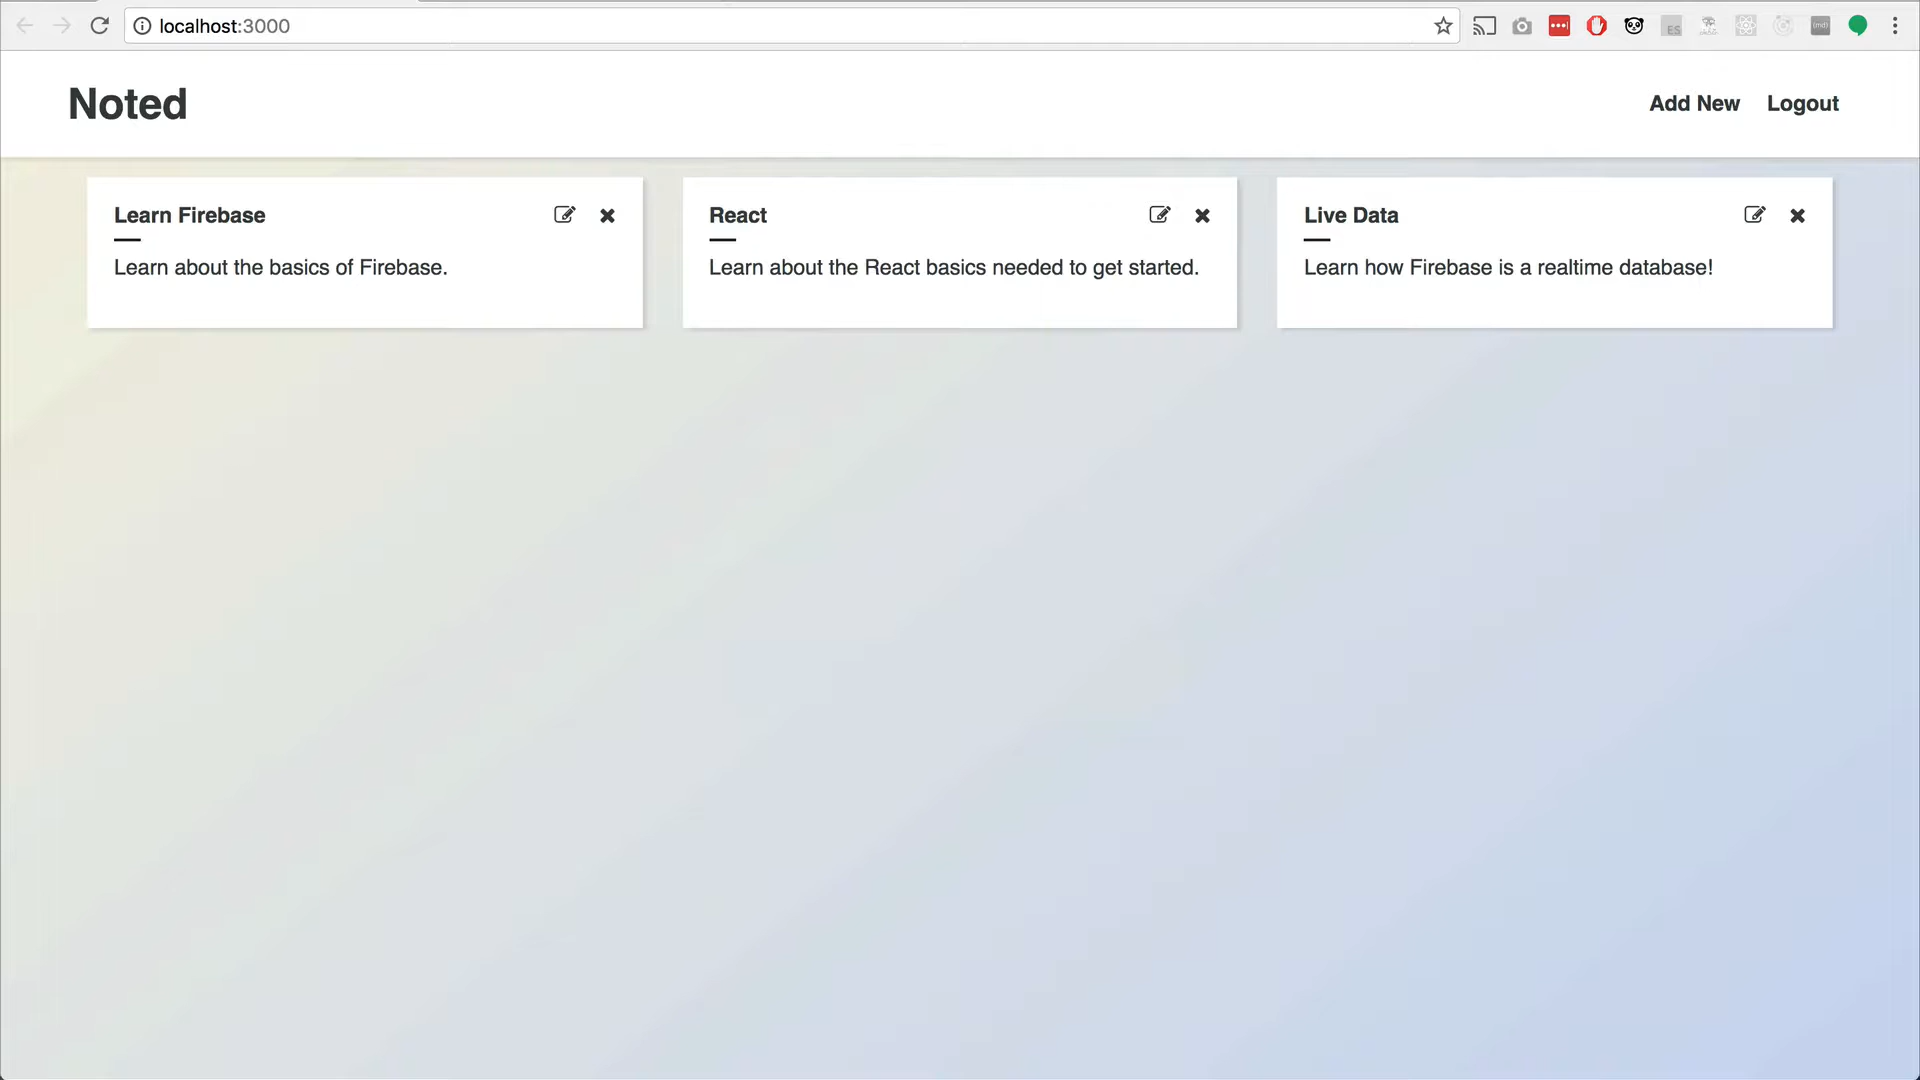 localhost:3000
Noted
Add New Logout
Learn Firebase
Learn about the basics of Firebase.
React
Learn about the React basics needed to get started.
Live Data
Learn how Firebase is a realtime database!
ES